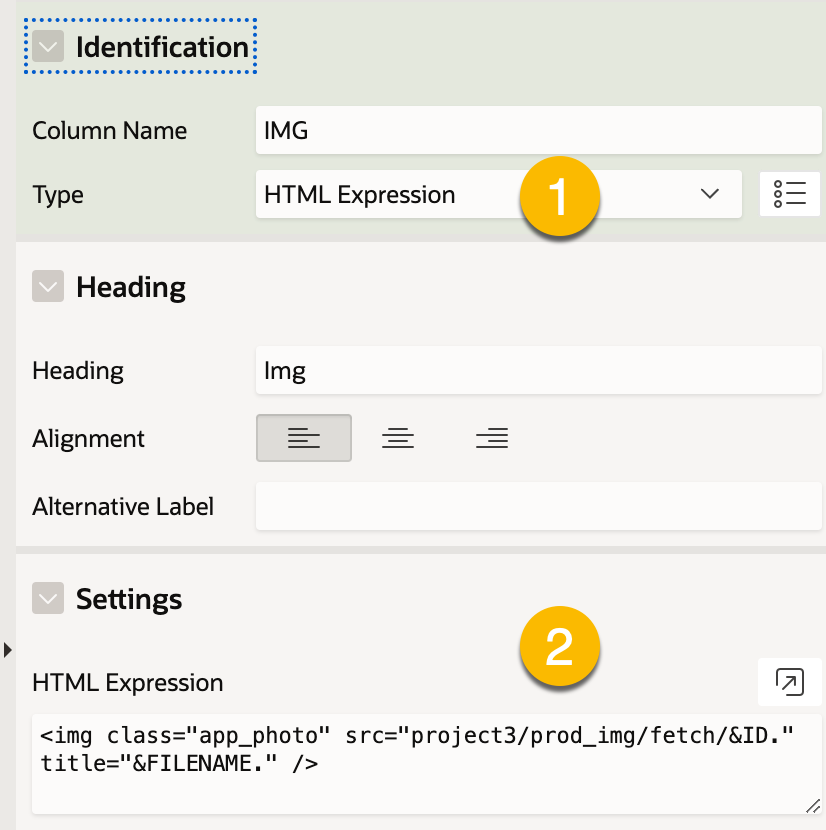 Identification
Column Name IMG
Type HTML Expression 1
Heading
Heading Img
Alignment
Alternative Label
Settings
2
HTML Expression
<img class="app_photo" src="project3/prod_img/fetch/&ID."
title="&FILENAME." />